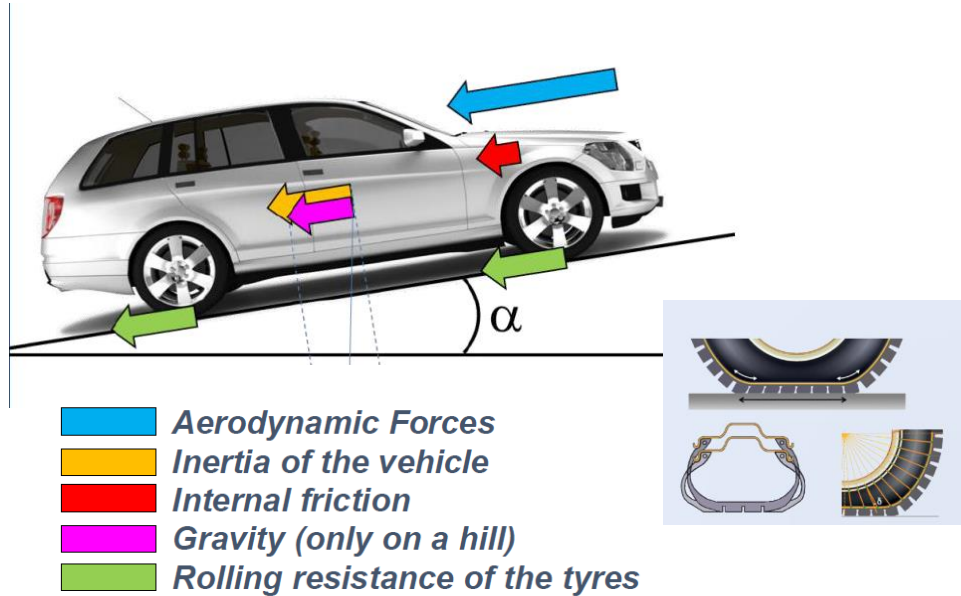 α
Aerodynamic Forces
Inertia of the vehicle
Internal friction
Gravity (only on a hill)
Rolling resistance of the tyres
δ